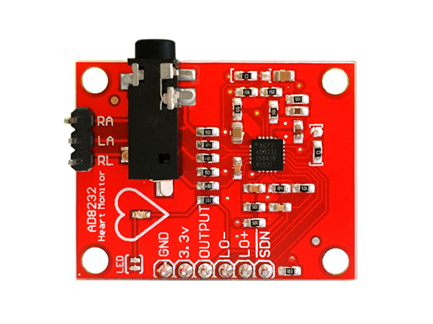 RA
LA
RL
AD8232
Heart Monitor
LED
GND
3.3v
OUTPUT
LO-
LO+
SDN